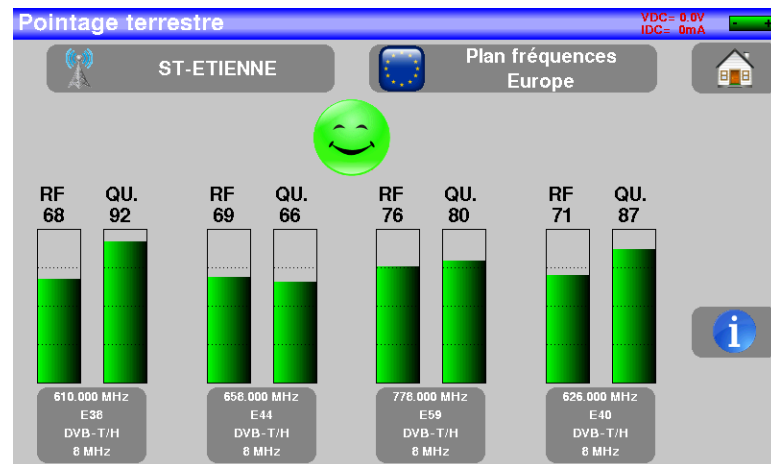 Pointage terrestre
VDC= 0.0V
IDC= 0mA
- +
ST-ETIENNE
Plan fréquences
Europe
RF QU. RF QU. RF QU. RF QU.
68 92 69 66 76 80 71 87
i
610.000 MHz
E38
DVB-T/H
8 MHz
658.000 MHz
E44
DVB-T/H
8 MHz
778.000 MHz
E59
DVB-T/H
8 MHz
626.000 MHz
E40
DVB-T/H
8 MHz